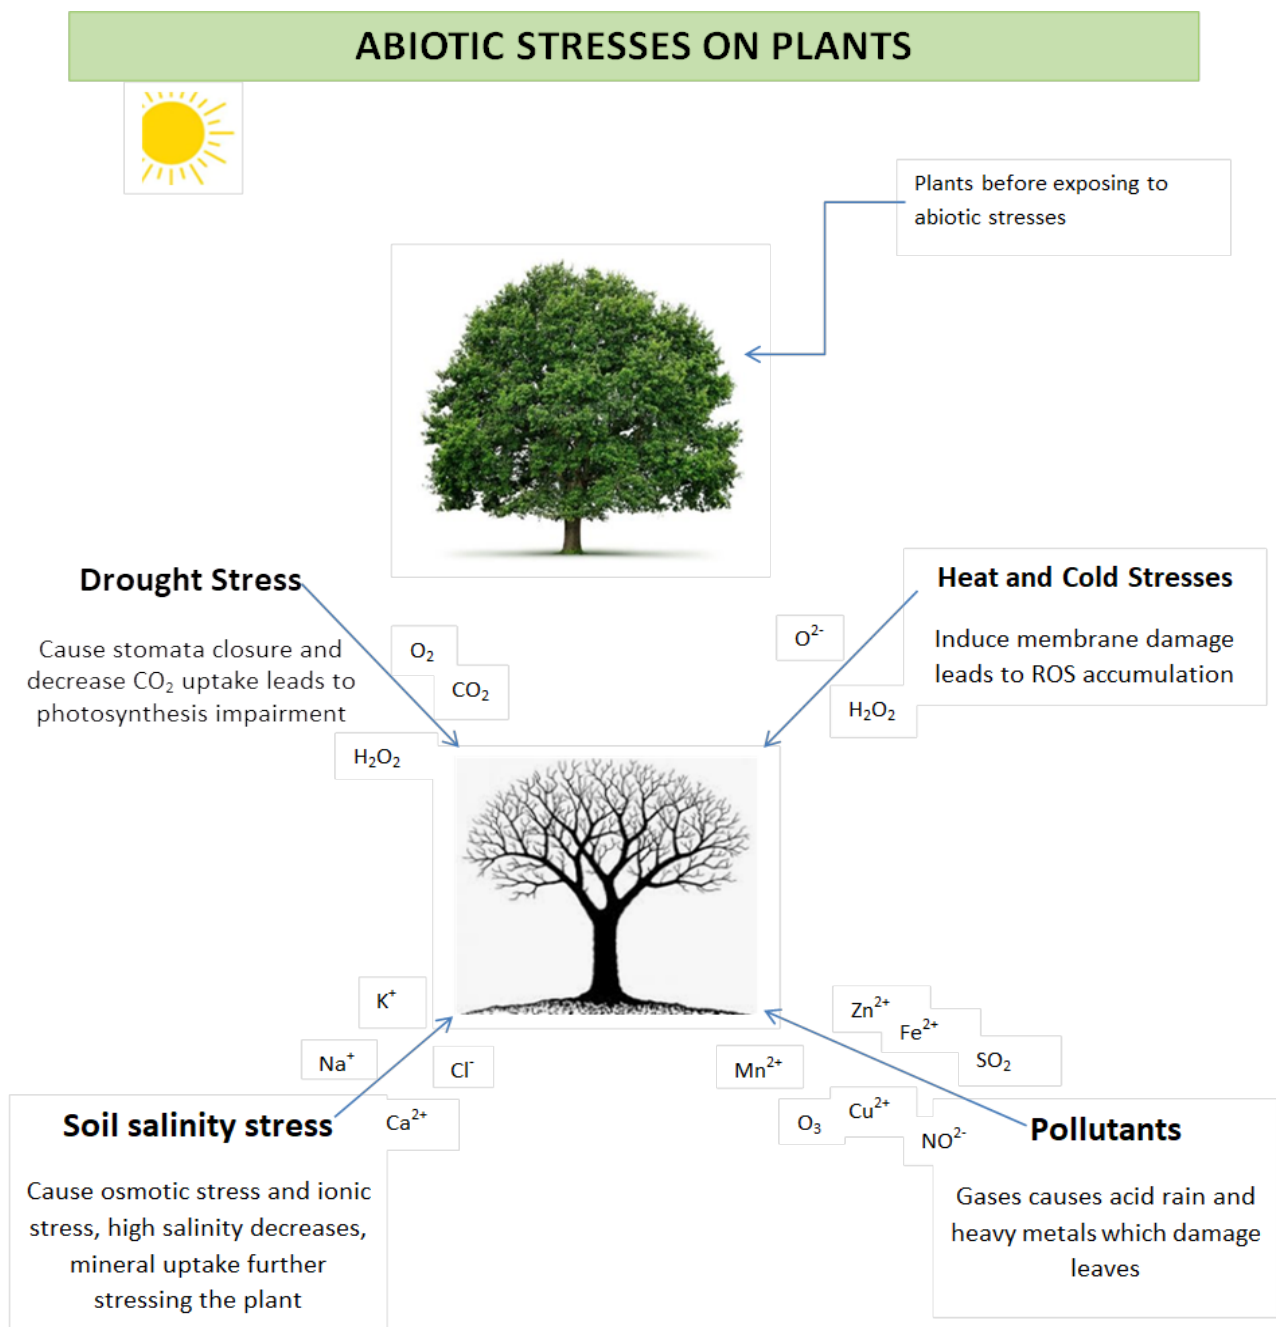 ABIOTIC STRESSES ON PLANTS
Plants before exposing to
abiotic stresses
Drought Stress
Cause stomata closure and
decrease CO₂ uptake leads to
photosynthesis impairment
O₂
CO₂
H₂O₂
Heat and Cold Stresses
Induce membrane damage
leads to ROS accumulation
O²⁻
H₂O₂
K⁺
Na⁺
Cl⁻
Ca²⁺
Soil salinity stress
Cause osmotic stress and ionic
stress, high salinity decreases,
mineral uptake further
stressing the plant
Zn²⁺
Fe²⁺
SO₂
Mn²⁺
O₃
Cu²⁺
NO²⁻
Pollutants
Gases causes acid rain and
heavy metals which damage
leaves